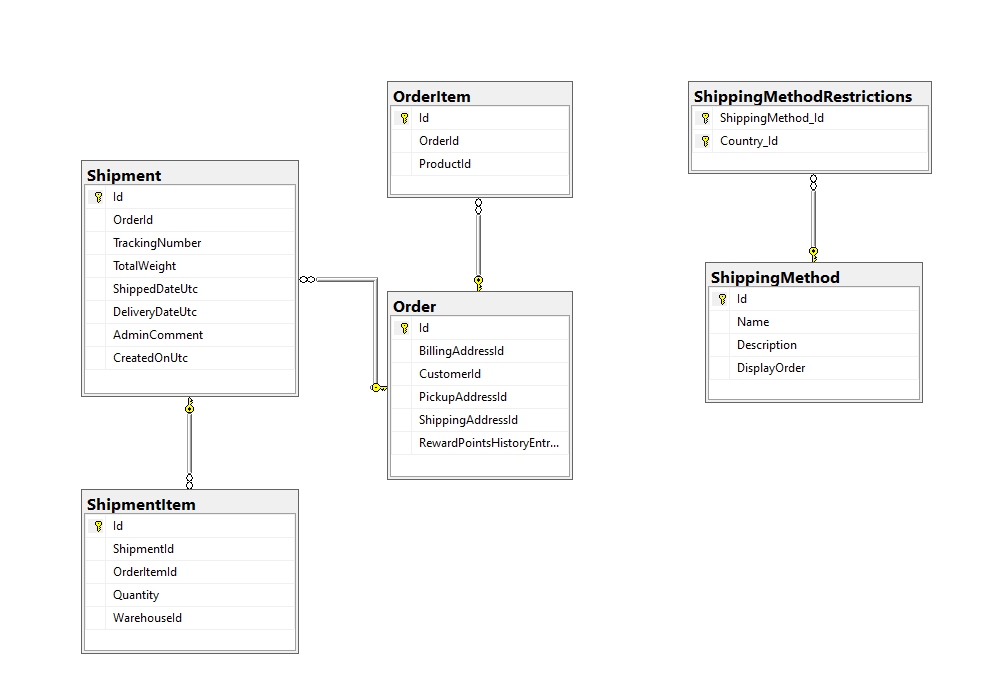 OrderItem
Id
OrderId
ProductId
ShippingMethodRestrictions
ShippingMethod_Id
Country_Id
Shipment
Id
OrderId
TrackingNumber
TotalWeight
ShippedDateUtc
DeliveryDateUtc
AdminComment
CreatedOnUtc
Order
Id
BillingAddressId
CustomerId
PickupAddressId
ShippingAddressId
RewardPointsHistoryEntr...
ShippingMethod
Id
Name
Description
DisplayOrder
ShipmentItem
Id
ShipmentId
OrderItemId
Quantity
WarehouseId